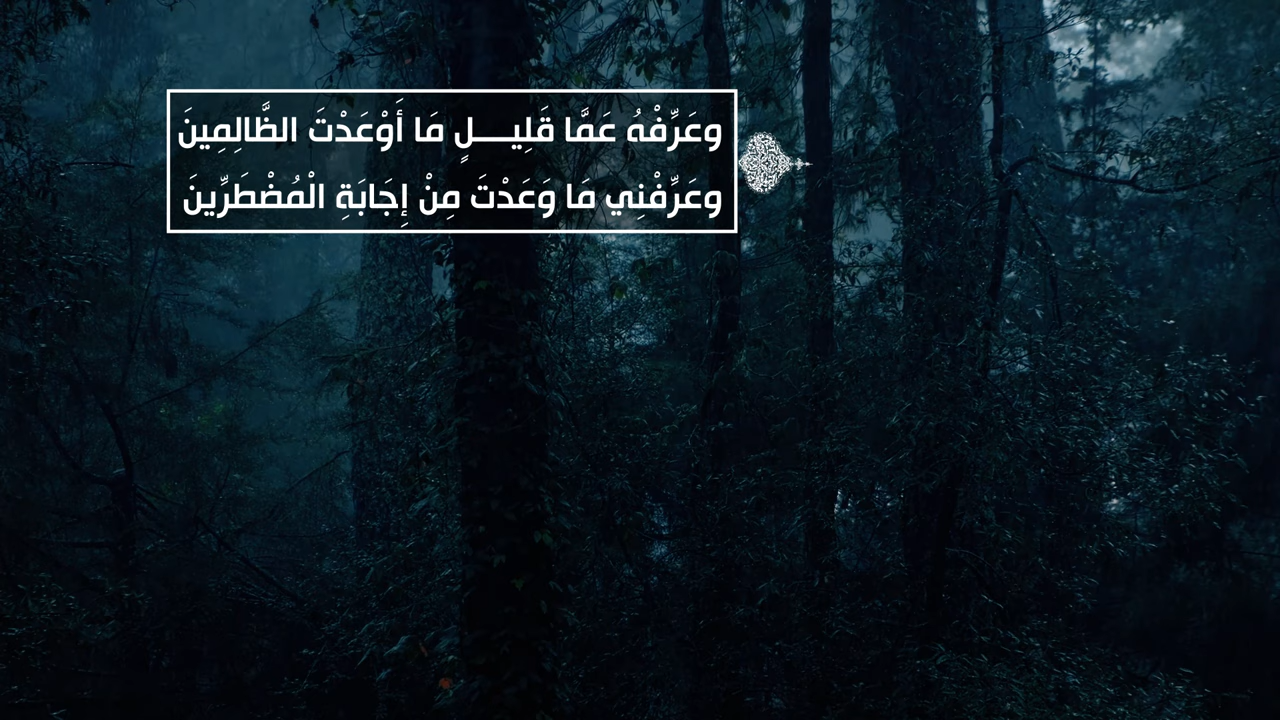 وعَرِّفْهُ عَمَّا قَلِيـــلٍ مَا أَوْعَدْتَ الظَّالِمِينَ
وعَرِّفْنِي مَا وَعَدْتَ مِنْ إِجَابَةِ الْمُضْطَرِّينَ